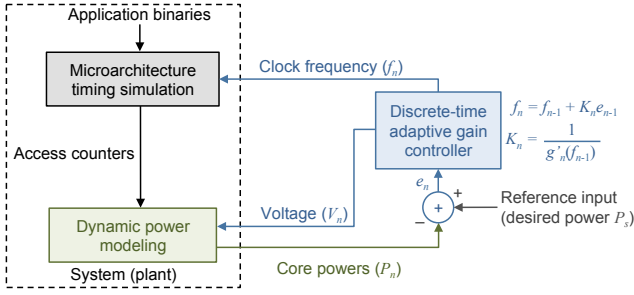 Application binaries
Microarchitecture
timing simulation
Access counters
Dynamic power
modeling
System (plant)
Clock frequency (fₙ)
Voltage (Vₙ)
Core powers (Pₙ)
Discrete-time
adaptive gain
controller
fₙ = fₙ₋₁ + Kₙeₙ₋₁
Kₙ = 1
g'ₙ(fₙ₋₁)
eₙ
+
+
−
Reference input
(desired power Pₛ)